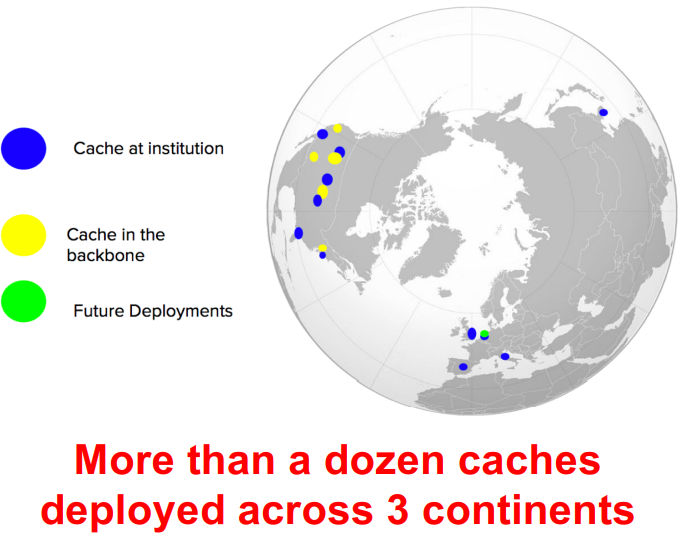 Cache at institution
Cache in the
backbone
Future Deployments
More than a dozen caches
deployed across 3 continents